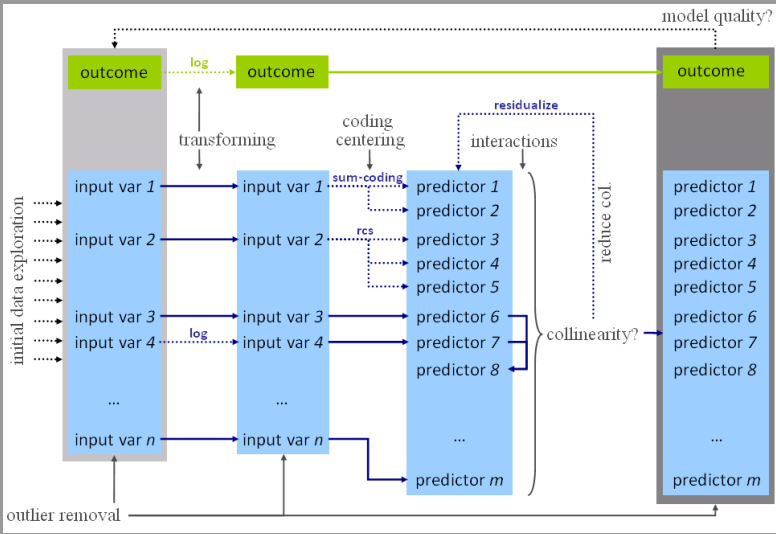 model quality?
outcome
log
outcome
outcome
transforming
coding
centering
residualize
interactions
initial data exploration
input var 1
input var 1
sum-coding
predictor 1
predictor 1
predictor 2
predictor 2
input var 2
input var 2
rcs
predictor 3
predictor 3
predictor 4
predictor 4
predictor 5
predictor 5
reduce col.
input var 3
input var 3
predictor 6
predictor 6
input var 4
log
input var 4
predictor 7
collinearity?
predictor 7
predictor 8
predictor 8
...
...
...
...
input var n
input var n
predictor m
predictor m
outlier removal